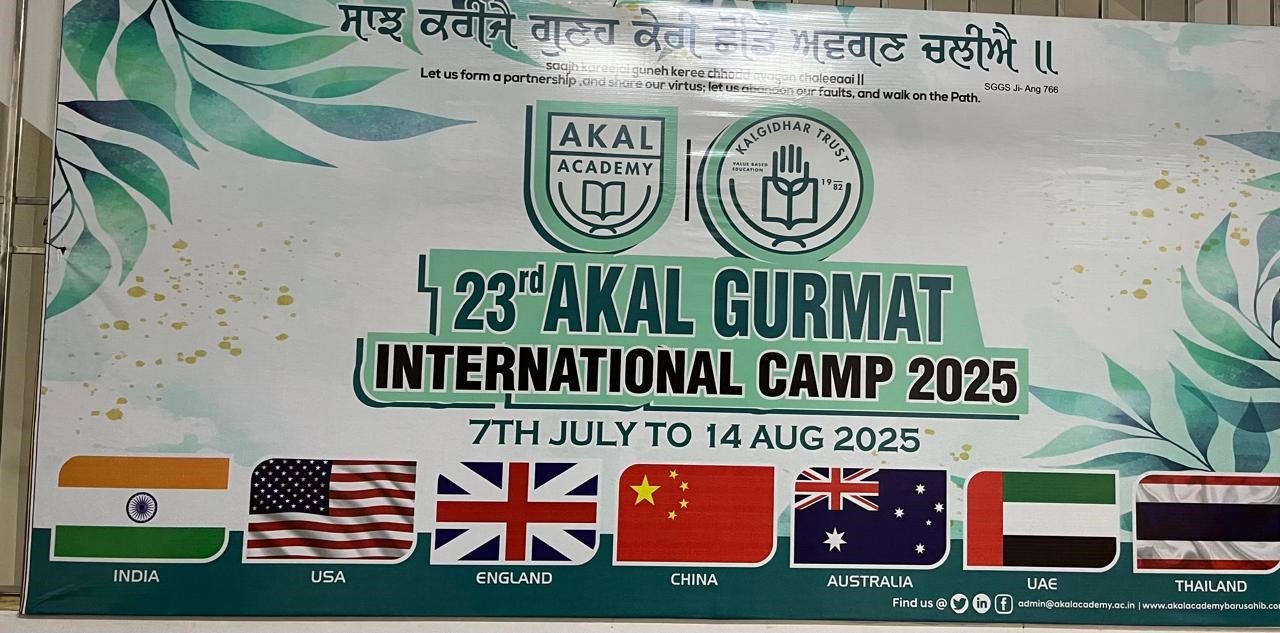 ਸਾਝ ਕਰੀਜੈ ਗੁਣਹ ਕੇਰੀ ਛੋਡਿ ਅਵਗਣ ਚਲੀਐ ॥
saajh kareejai guneh keree chhodd avagan chaleeaai ||
Let us form a partnership ,and share our virtus; let us abandon our faults, and walk on the Path.
SGGS Ji- Ang 766
AKAL
ACADEMY
KALGIDHAR TRUST
VALUE BASED
EDUCATION
1982
23rd AKAL GURMAT
INTERNATIONAL CAMP 2025
7TH JULY TO 14 AUG 2025
INDIA
USA
ENGLAND
CHINA
AUSTRALIA
UAE
THAILAND
Find us @ admin@akalacademy.ac.in | www.akalacademybarusahib.co